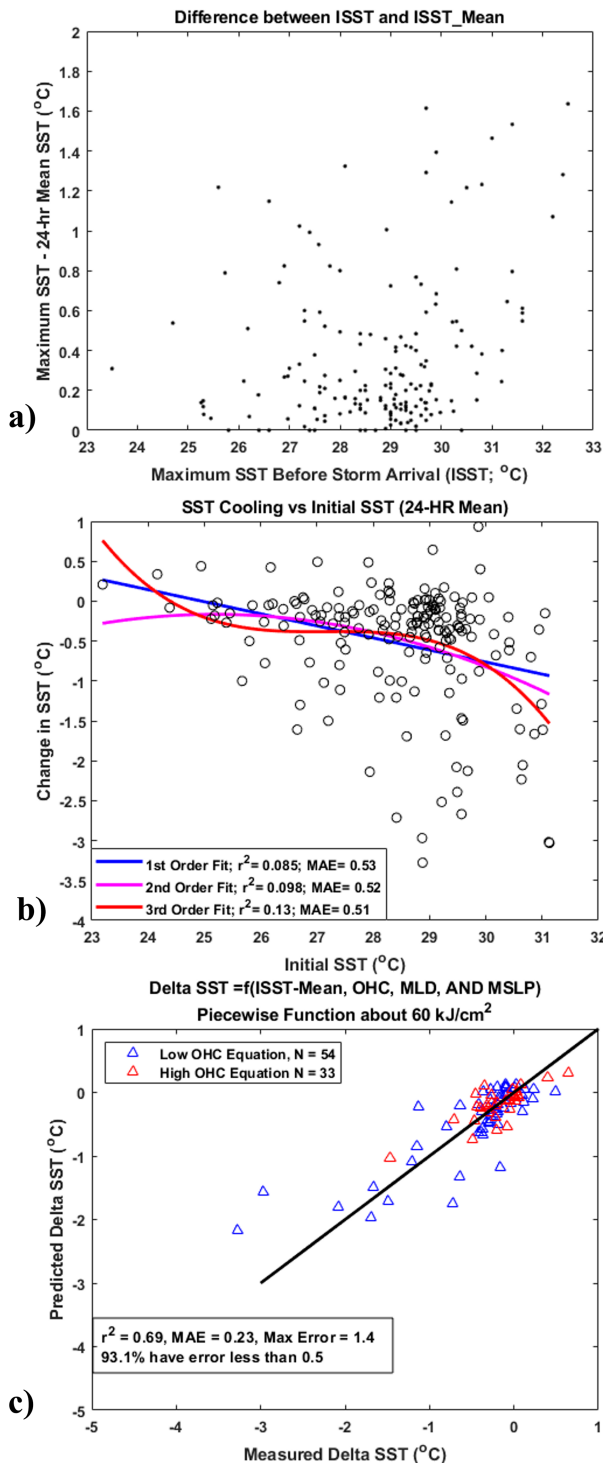 Difference between ISST and ISST_Mean
2
1.8
1.6
1.4
1.2
1
0.8
0.6
0.4
0.2
0
Maximum SST - 24-hr Mean SST (°C)
23 24 25 26 27 28 29 30 31 32 33
Maximum SST Before Storm Arrival (ISST; °C)
a)
SST Cooling vs Initial SST (24-HR Mean)
1
0.5
0
-0.5
-1
-1.5
-2
-2.5
-3
-3.5
-4
Change in SST (°C)
1st Order Fit; r²= 0.085; MAE= 0.53
2nd Order Fit; r²= 0.098; MAE= 0.52
3rd Order Fit; r²= 0.13; MAE= 0.51
23 24 25 26 27 28 29 30 31 32
Initial SST (°C)
b)
Delta SST =f(ISST-Mean, OHC, MLD, AND MSLP)
Piecewise Function about 60 kJ/cm²
1
0
-1
-2
-3
-4
-5
Predicted Delta SST (°C)
Low OHC Equation, N = 54
High OHC Equation N = 33
r² = 0.69, MAE = 0.23, Max Error = 1.4
93.1% have error less than 0.5
-5 -4 -3 -2 -1 0 1
Measured Delta SST (°C)
c)